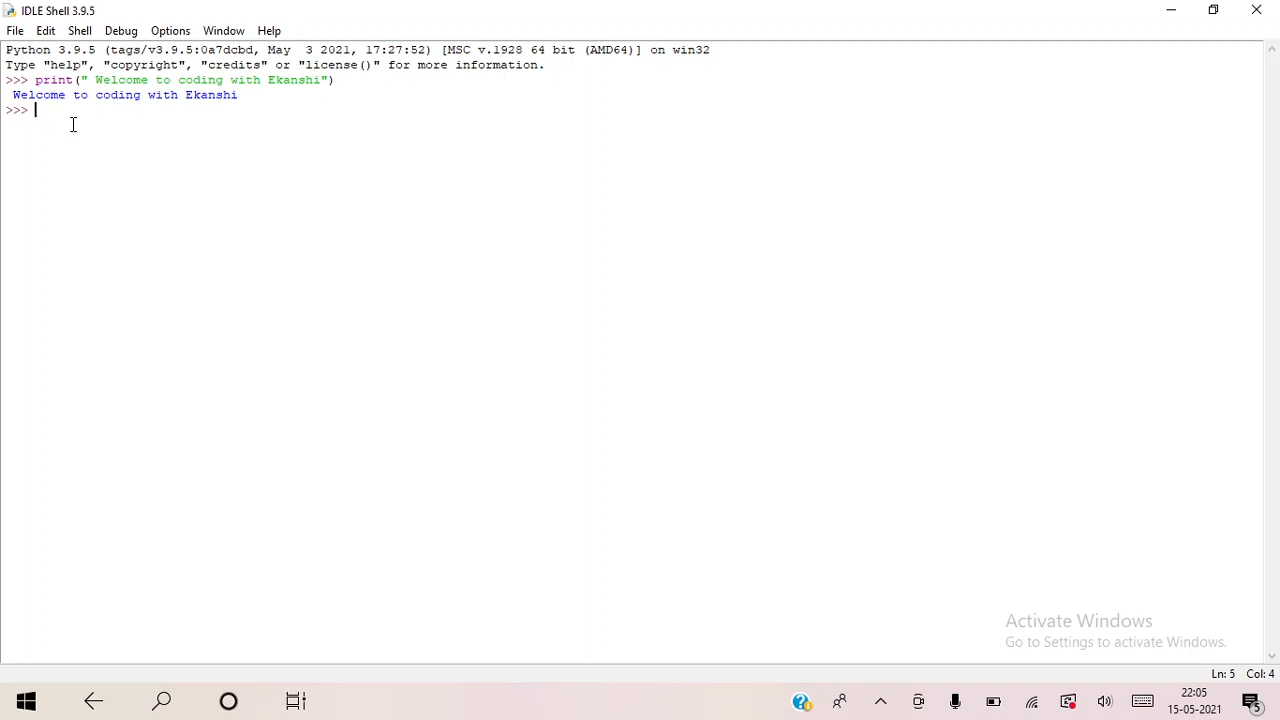 IDLE Shell 3.9.5
File Edit Shell Debug Options Window Help
Python 3.9.5 (tags/v3.9.5:0a7dcbd, May  3 2021, 17:27:52) [MSC v.1928 64 bit (AMD64)] on win32
Type "help", "copyright", "credits" or "license()" for more information.
>>> print(" Welcome to coding with Ekanshi")
 Welcome to coding with Ekanshi
>>>
Activate Windows
Go to Settings to activate Windows.
Ln: 5 Col: 4
22:05
15-05-2021
5